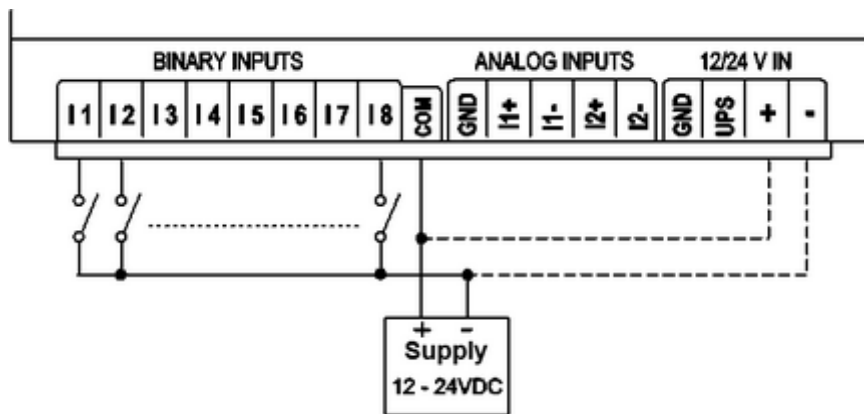 BINARY INPUTS ANALOG INPUTS 12/24 V IN
I1 I2 I3 I4 I5 I6 I7 I8 COM GND I1+ I1- I2+ I2- GND UPS + -
+ -
Supply
12 - 24VDC